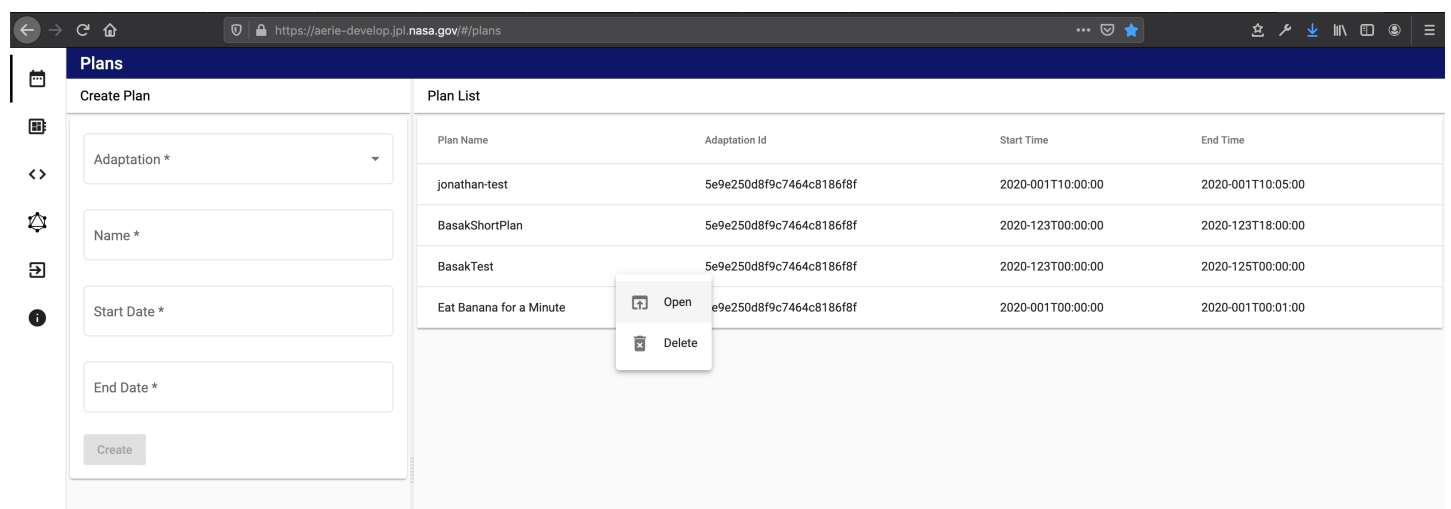 https://aerie-develop.jpl.nasa.gov/#/plans
Plans
Create Plan
Adaptation *
Name *
Start Date *
End Date *
Create
Plan List
Plan Name Adaptation Id Start Time End Time
jonathan-test 5e9e250d8f9c7464c8186f8f 2020-001T10:00:00 2020-001T10:05:00
BasakShortPlan 5e9e250d8f9c7464c8186f8f 2020-123T00:00:00 2020-123T18:00:00
BasakTest 5e9e250d8f9c7464c8186f8f 2020-123T00:00:00 2020-125T00:00:00
Eat Banana for a Minute e9e250d8f9c7464c8186f8f 2020-001T00:00:00 2020-001T00:01:00
Open
Delete